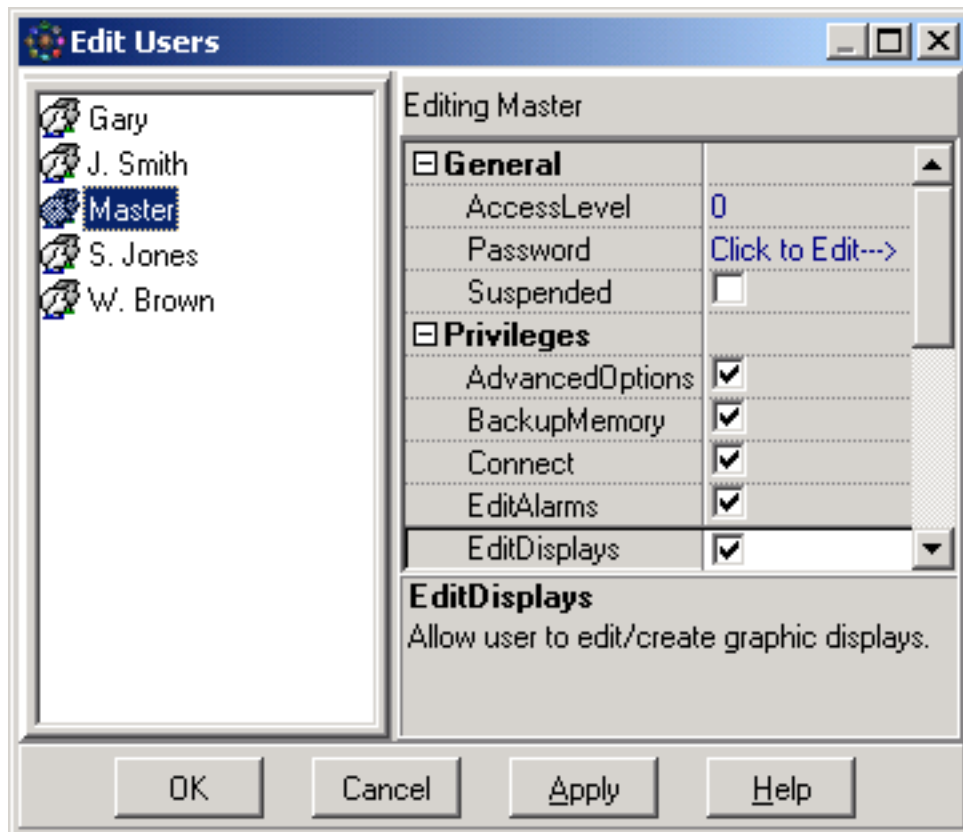 Edit Users
Gary
J. Smith
Master
S. Jones
W. Brown
Editing Master
General
AccessLevel 0
Password Click to Edit--->
Suspended
Privileges
AdvancedOptions
BackupMemory
Connect
EditAlarms
EditDisplays
EditDisplays
Allow user to edit/create graphic displays.
OK Cancel Apply Help